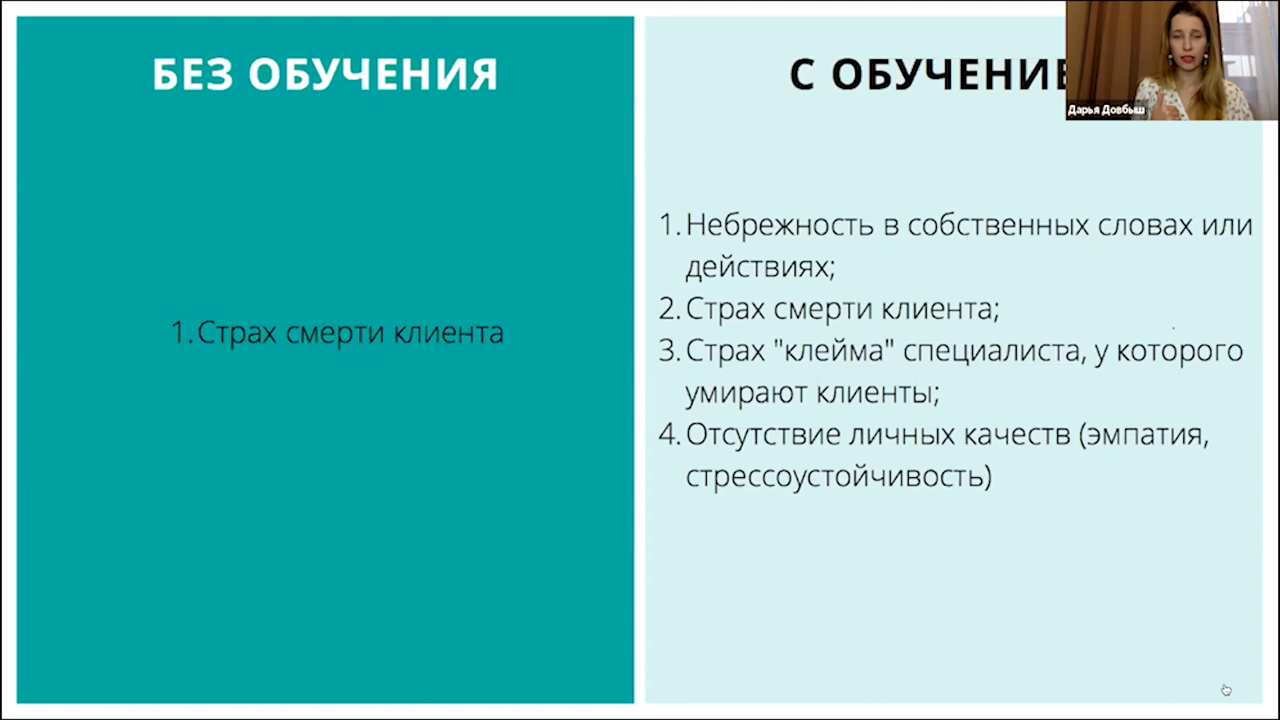 БЕЗ ОБУЧЕНИЯ
1. Страх смерти клиента
С ОБУЧЕНИЕ
Дарья Довбыш
1. Небрежность в собственных словах или
действиях;
2. Страх смерти клиента;
3. Страх "клейма" специалиста, у которого
умирают клиенты;
4. Отсутствие личных качеств (эмпатия,
стрессоустойчивость)